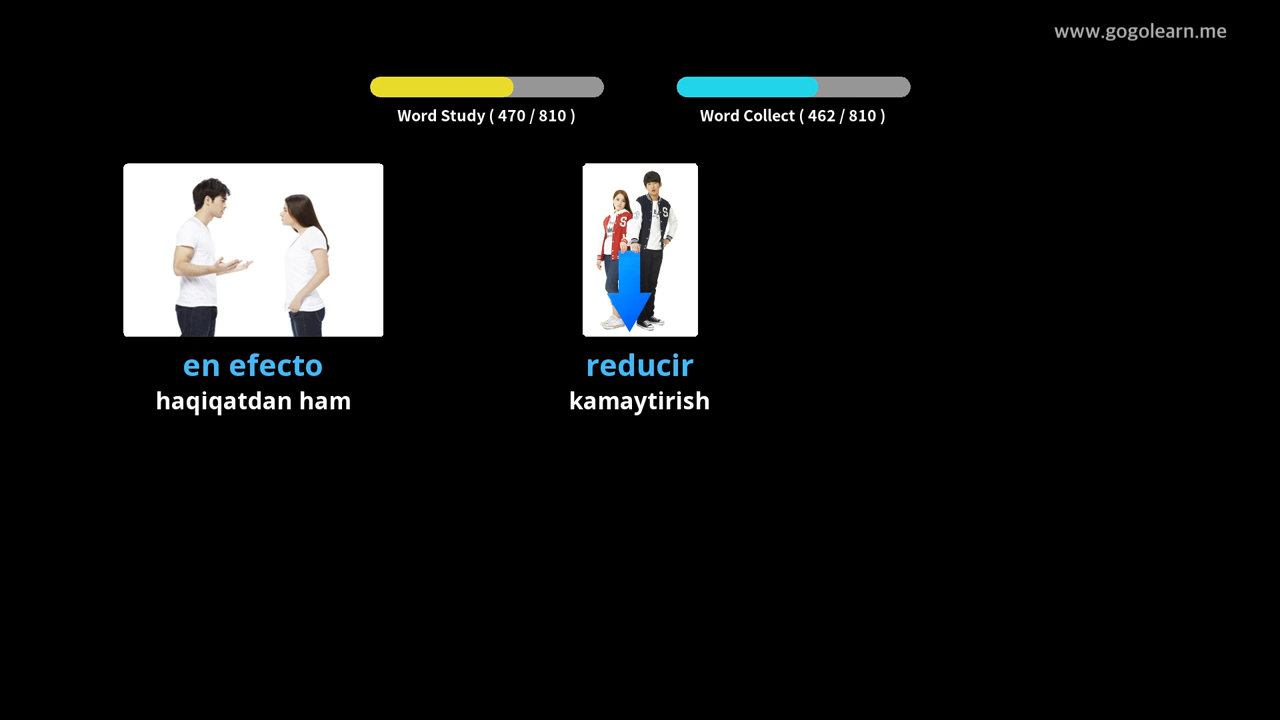 www.gogolearn.me
Word Study ( 470 / 810 )
Word Collect ( 462 / 810 )
en efecto
haqiqatdan ham
reducir
kamaytirish